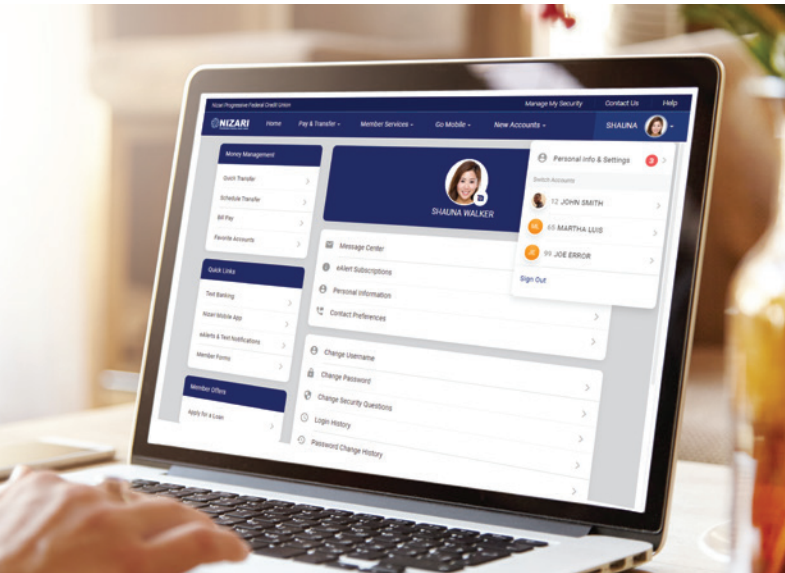 Nizari Progressive Federal Credit Union
Manage My Security
Contact Us
Help
NIZARI
Home
Pay & Transfer
Member Services
Go Mobile
New Accounts
SHAUNA
Money Management
Quick Transfer
Schedule Transfer
Bill Pay
Favorite Accounts
Quick Links
Text Banking
Nizari Mobile App
eAlerts & Text Notifications
Member Forms
Member Offers
Apply for a Loan
SHAUNA WALKER
Message Center
eAlert Subscriptions
Personal Information
Contact Preferences
Change Username
Change Password
Change Security Questions
Login History
Password Change History
Personal info & Settings
3
Switch Accounts
12 JOHN SMITH
ML 65 MARTHA LUIS
JE 99 JOE ERROR
Sign Out